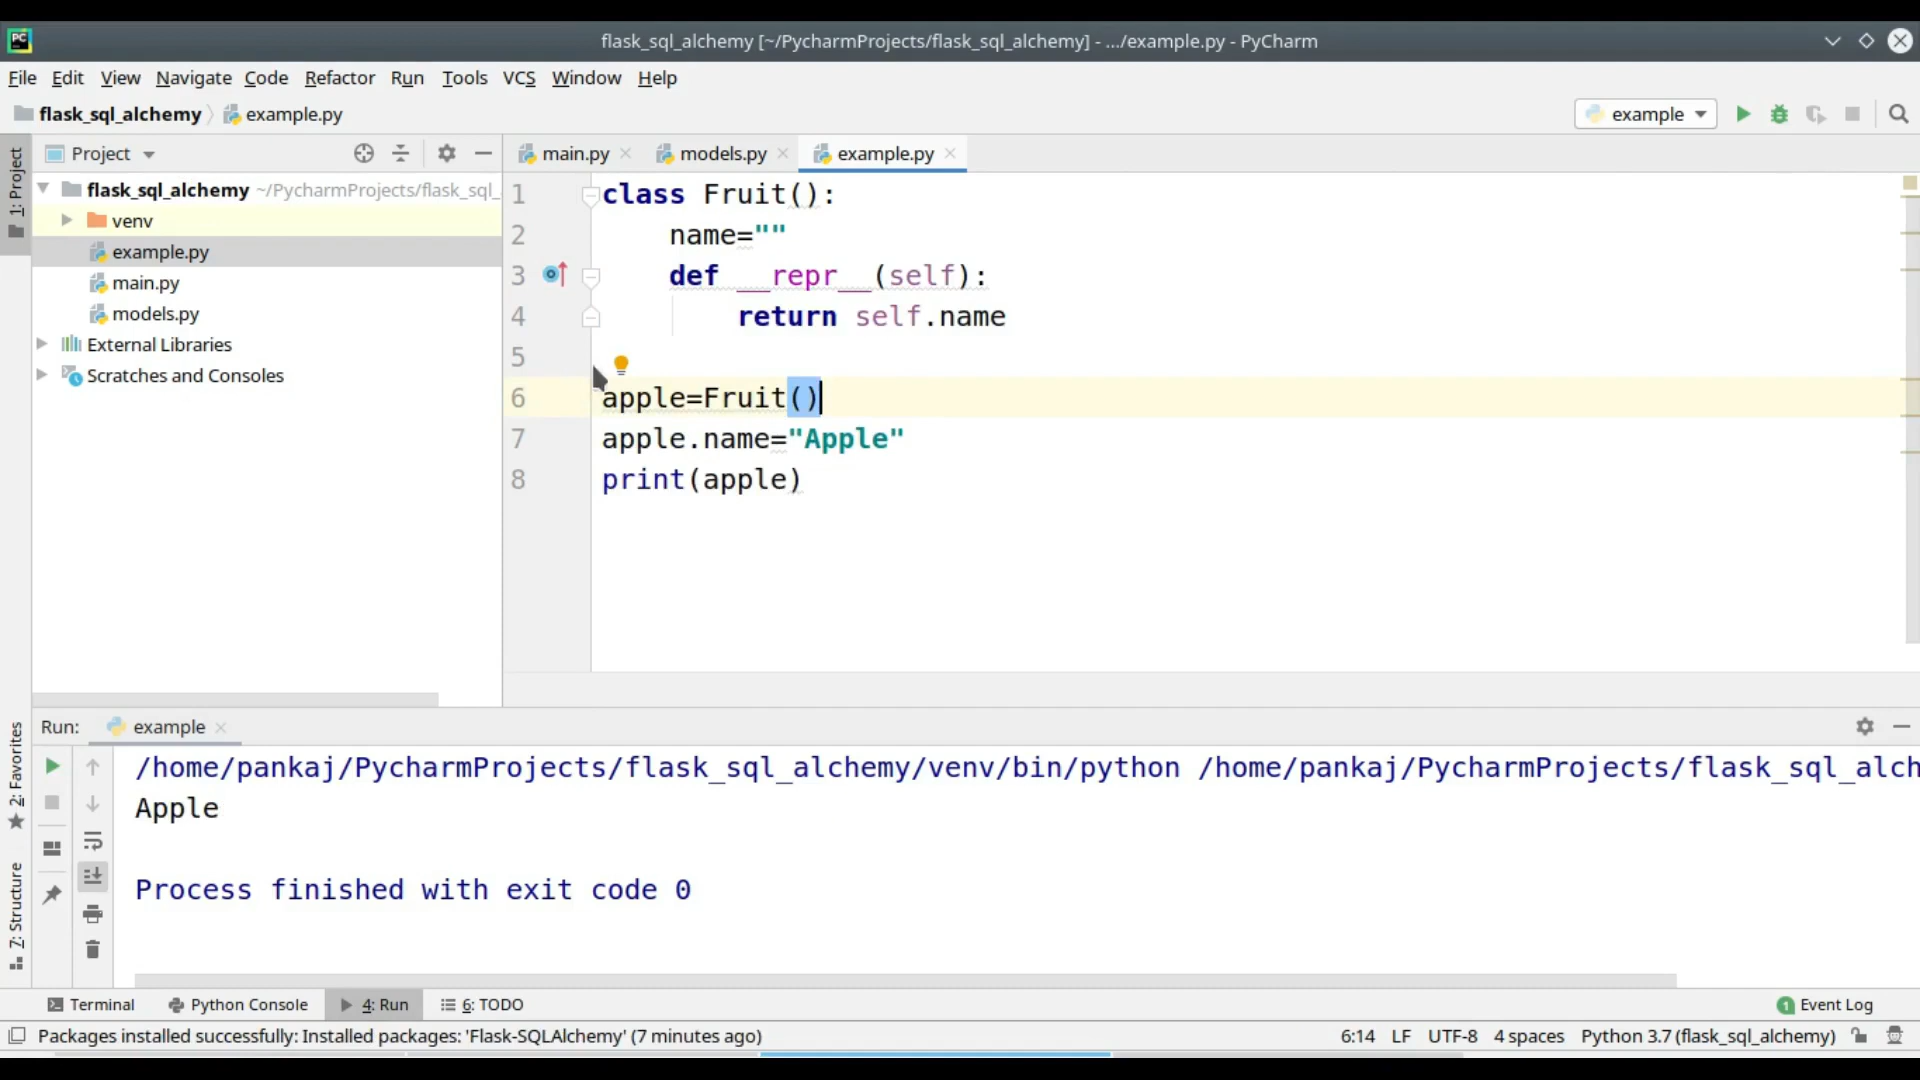 PC
flask_sql_alchemy [~/PycharmProjects/flask_sql_alchemy] - .../example.py - PyCharm
File Edit View Navigate Code Refactor Run Tools VCS Window Help
flask_sql_alchemy example.py example
1: Project
Project
flask_sql_alchemy ~/PycharmProjects/flask_sql_
venv
example.py
main.py
models.py
External Libraries
Scratches and Consoles
main.py models.py example.py
1 class Fruit():
2     name=""
3     def __repr__(self):
4         return self.name
5
6 apple=Fruit()
7 apple.name="Apple"
8 print(apple)
2: Favorites
7: Structure
Run: example
/home/pankaj/PycharmProjects/flask_sql_alchemy/venv/bin/python /home/pankaj/PycharmProjects/flask_sql_alch
Apple
Process finished with exit code 0
Terminal Python Console 4: Run 6: TODO 1 Event Log
Packages installed successfully: Installed packages: 'Flask-SQLAlchemy' (7 minutes ago) 6:14 LF UTF-8 4 spaces Python 3.7 (flask_sql_alchemy)